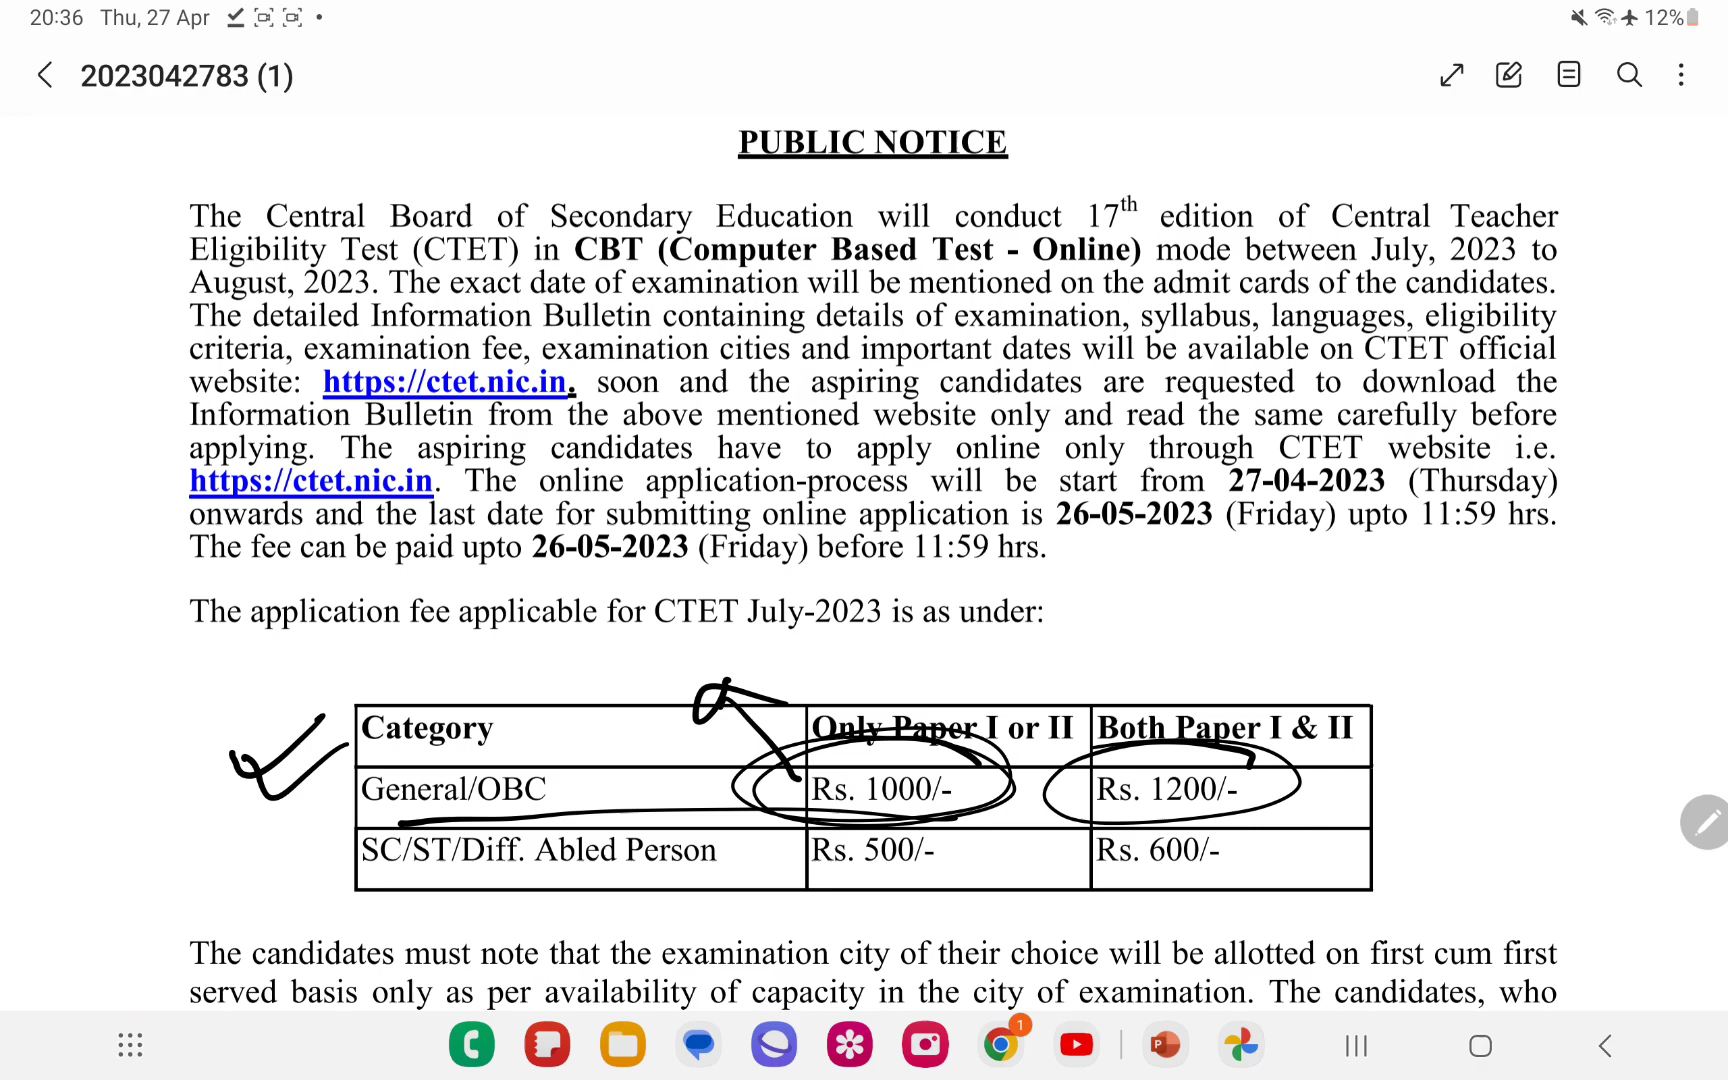 20:36 Thu, 27 Apr
12%
2023042783 (1)
PUBLIC NOTICE
The Central Board of Secondary Education will conduct 17th edition of Central Teacher
Eligibility Test (CTET) in CBT (Computer Based Test - Online) mode between July, 2023 to
August, 2023. The exact date of examination will be mentioned on the admit cards of the candidates.
The detailed Information Bulletin containing details of examination, syllabus, languages, eligibility
criteria, examination fee, examination cities and important dates will be available on CTET official
website: https://ctet.nic.in. soon and the aspiring candidates are requested to download the
Information Bulletin from the above mentioned website only and read the same carefully before
applying. The aspiring candidates have to apply online only through CTET website i.e.
https://ctet.nic.in. The online application-process will be start from 27-04-2023 (Thursday)
onwards and the last date for submitting online application is 26-05-2023 (Friday) upto 11:59 hrs.
The fee can be paid upto 26-05-2023 (Friday) before 11:59 hrs.
The application fee applicable for CTET July-2023 is as under:
Category Only Paper I or II Both Paper I & II
General/OBC Rs. 1000/- Rs. 1200/-
SC/ST/Diff. Abled Person Rs. 500/- Rs. 600/-
The candidates must note that the examination city of their choice will be allotted on first cum first
served basis only as per availability of capacity in the city of examination. The candidates, who
1
P